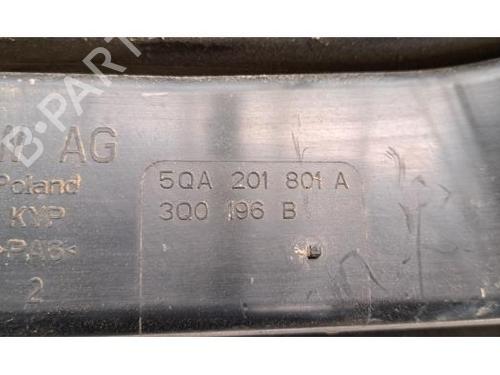 W AG
Poland
KYP
>PA6<
2
5QA 201 801 A
3Q0 196 B
B-PARTS